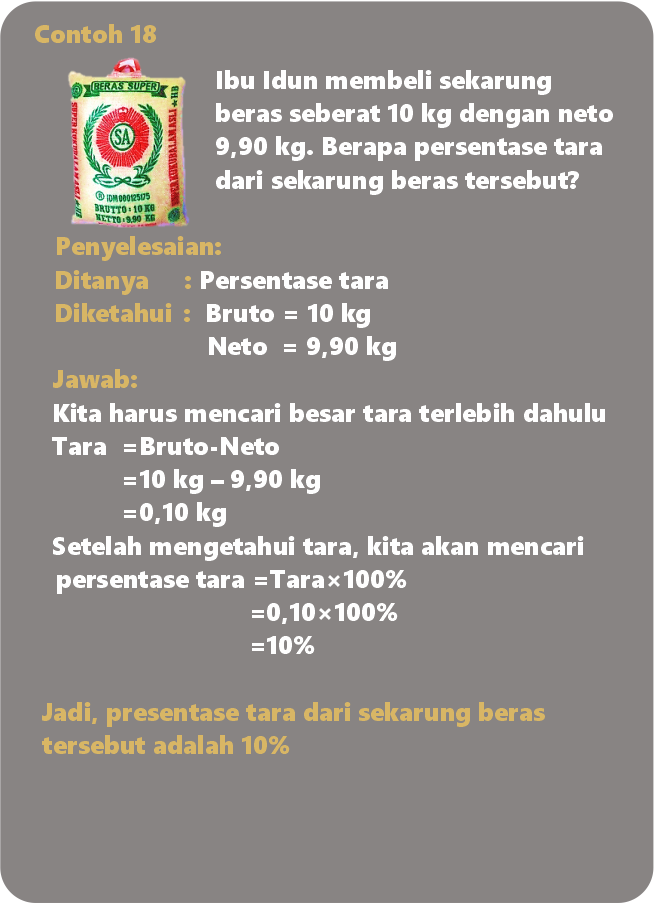 Contoh 18
BERAS SUPER
HB
SA
IDM000125175
BRUTTO : 10 KG
NETTO : 9,90 KG
Ibu Idun membeli sekarung
beras seberat 10 kg dengan neto
9,90 kg. Berapa persentase tara
dari sekarung beras tersebut?
Penyelesaian:
Ditanya : Persentase tara
Diketahui : Bruto = 10 kg
Neto = 9,90 kg
Jawab:
Kita harus mencari besar tara terlebih dahulu
Tara =Bruto-Neto
=10 kg – 9,90 kg
=0,10 kg
Setelah mengetahui tara, kita akan mencari
persentase tara =Tara×100%
=0,10×100%
=10%
Jadi, presentase tara dari sekarung beras
tersebut adalah 10%